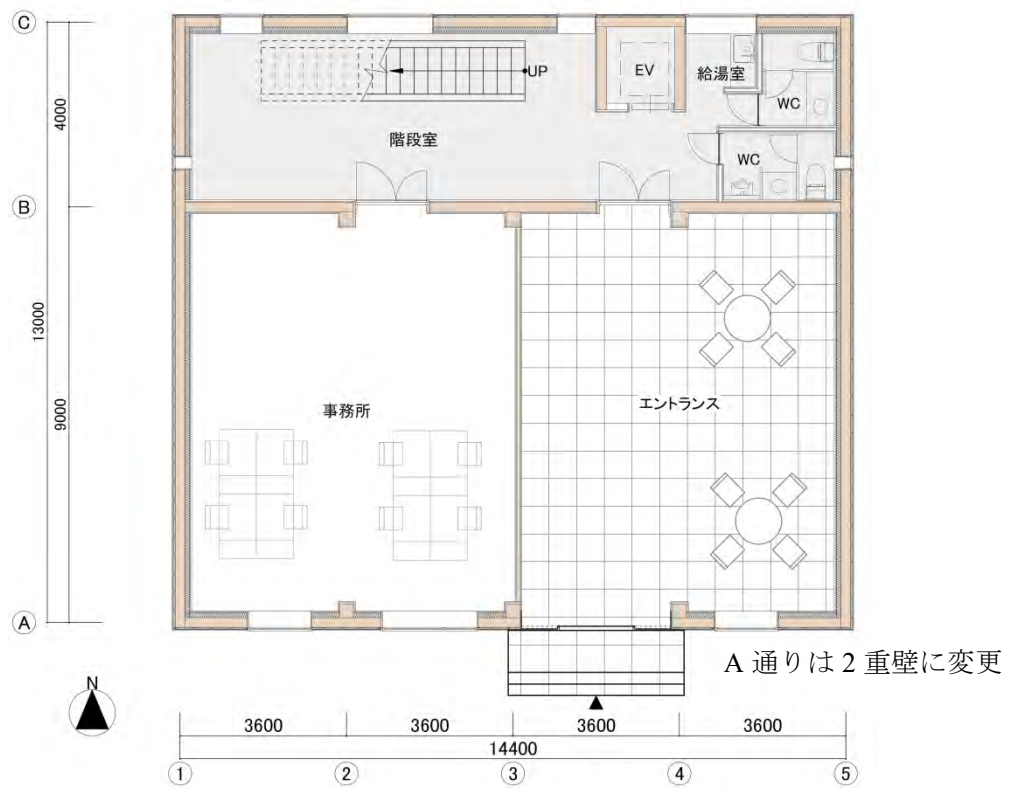 C
4000
UP
EV
給湯室
WC
階段室
WC
B
13000
9000
事務所
エントランス
A
A 通りは 2 重壁に変更
N
3600
3600
3600
3600
14400
1
2
3
4
5